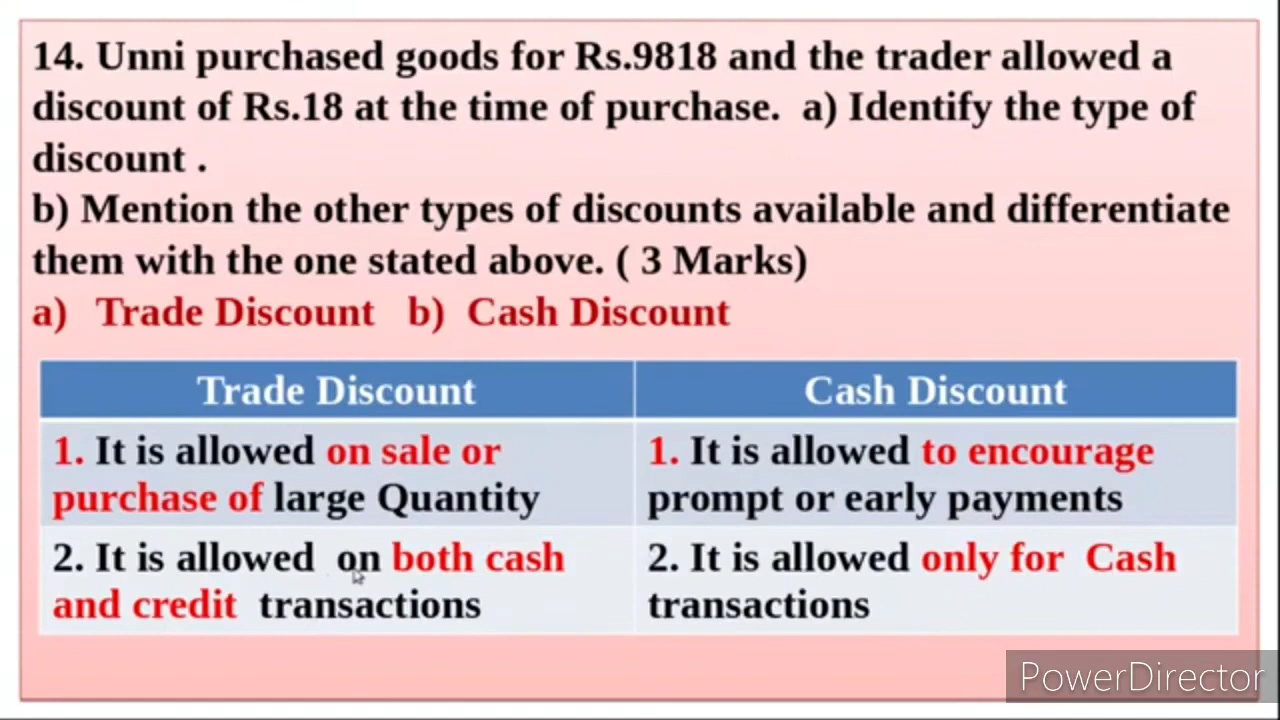 14. Unni purchased goods for Rs.9818 and the trader allowed a
discount of Rs.18 at the time of purchase.  a) Identify the type of
discount .
b) Mention the other types of discounts available and differentiate
them with the one stated above. ( 3 Marks)
a)   Trade Discount   b)  Cash Discount
Trade Discount
Cash Discount
1. It is allowed on sale or
purchase of large Quantity
1. It is allowed to encourage
prompt or early payments
2. It is allowed  on both cash
and credit  transactions
2. It is allowed only for  Cash
transactions
PowerDirector